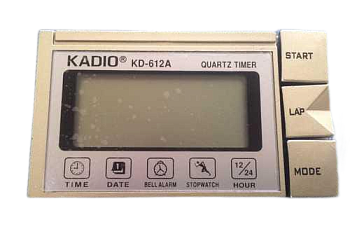 KADIO® KD-612A QUARTZ TIMER
START
LAP
MODE
12/24
TIME DATE BELL ALARM STOPWATCH HOUR